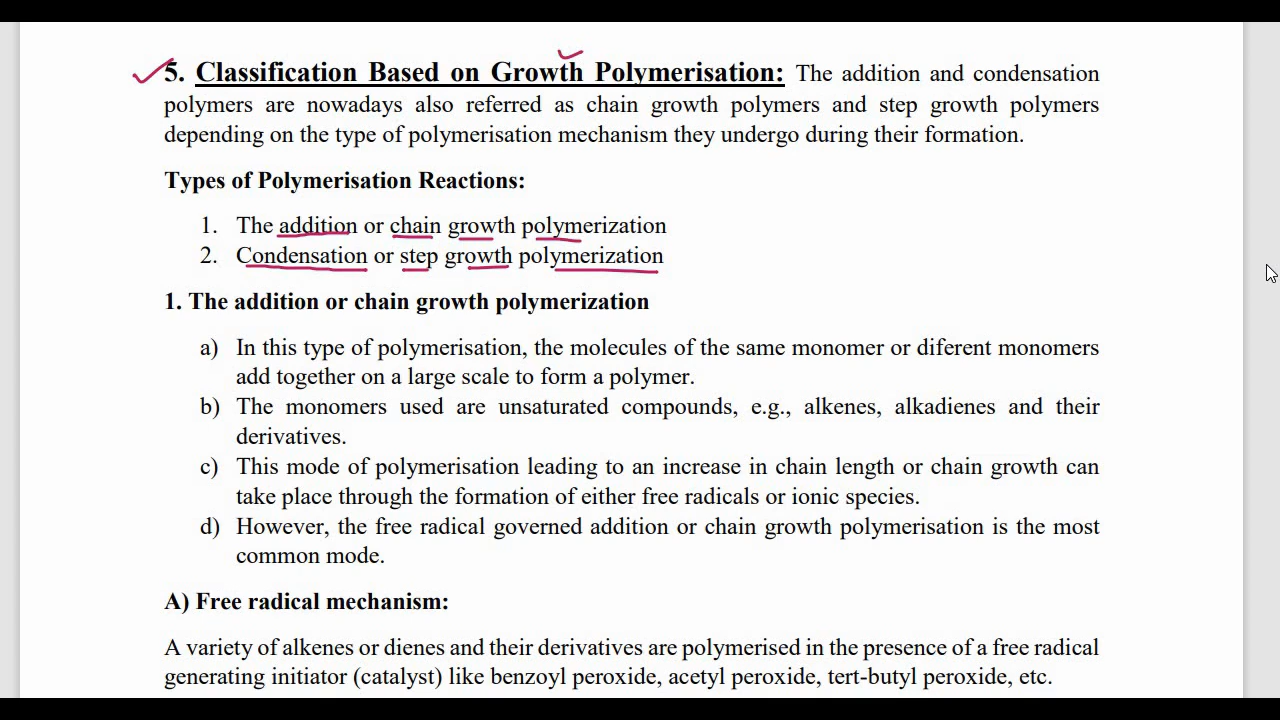 5. Classification Based on Growth Polymerisation: The addition and condensation
polymers are nowadays also referred as chain growth polymers and step growth polymers
depending on the type of polymerisation mechanism they undergo during their formation.
Types of Polymerisation Reactions:
1. The addition or chain growth polymerization
2. Condensation or step growth polymerization
1. The addition or chain growth polymerization
a) In this type of polymerisation, the molecules of the same monomer or diferent monomers
add together on a large scale to form a polymer.
b) The monomers used are unsaturated compounds, e.g., alkenes, alkadienes and their
derivatives.
c) This mode of polymerisation leading to an increase in chain length or chain growth can
take place through the formation of either free radicals or ionic species.
d) However, the free radical governed addition or chain growth polymerisation is the most
common mode.
A) Free radical mechanism:
A variety of alkenes or dienes and their derivatives are polymerised in the presence of a free radical
generating initiator (catalyst) like benzoyl peroxide, acetyl peroxide, tert-butyl peroxide, etc.